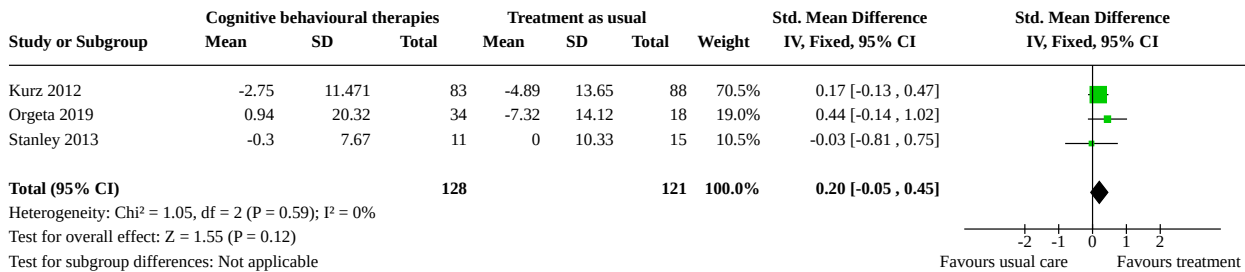 Cognitive behavioural therapies Treatment as usual Std. Mean Difference Std. Mean Difference
Study or Subgroup Mean SD Total Mean SD Total Weight IV, Fixed, 95% CI IV, Fixed, 95% CI
Kurz 2012 -2.75 11.471 83 -4.89 13.65 88 70.5% 0.17 [-0.13 , 0.47]
Orgeta 2019 0.94 20.32 34 -7.32 14.12 18 19.0% 0.44 [-0.14 , 1.02]
Stanley 2013 -0.3 7.67 11 0 10.33 15 10.5% -0.03 [-0.81 , 0.75]
Total (95% CI) 128 121 100.0% 0.20 [-0.05 , 0.45]
Heterogeneity: Chi² = 1.05, df = 2 (P = 0.59); I² = 0%
Test for overall effect: Z = 1.55 (P = 0.12)
-2 -1 0 1 2
Test for subgroup differences: Not applicable Favours usual care Favours treatment